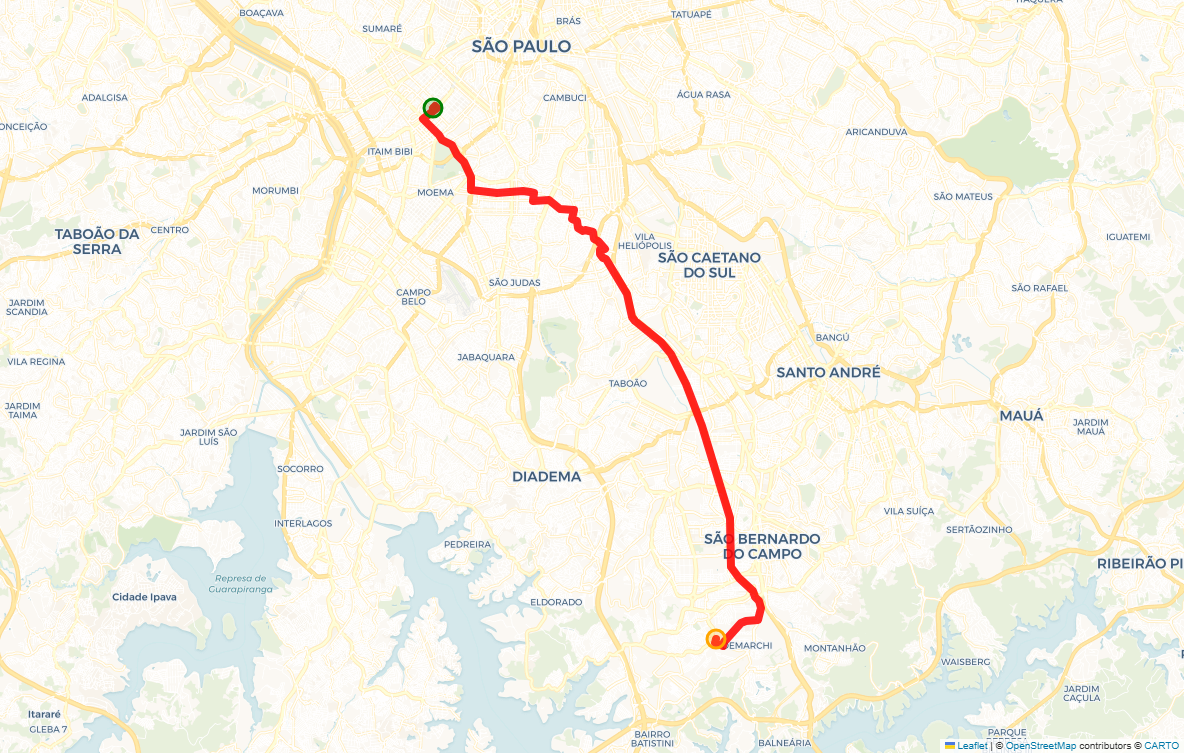 BOAÇAVA
SUMARÉ
BRÁS
TATUAPÉ
SÃO PAULO
ADALGISA
CAMBUCI
ÁGUA RASA
ARICANDUVA
ITAIM BIBI
MORUMBI
MOEMA
SÃO MATEUS
TABOÃO DA
SERRA
CENTRO
VILA
HELIÓPOLIS
IGUATEMI
SÃO CAETANO
DO SUL
SÃO JUDAS
SÃO RAFAEL
CAMPO
BELO
JARDIM
SCANDIA
BANGÚ
VILA REGINA
JABAQUARA
TABOÃO
SANTO ANDRÉ
JARDIM
TAIMA
MAUÁ
JARDIM
MAUÁ
JARDIM SÃO
LUÍS
SOCORRO
DIADEMA
INTERLAGOS
VILA SUÍÇA
SERTÃOZINHO
PEDREIRA
SÃO BERNARDO
DO CAMPO
RIBEIRÃO PI
Represa de
Guarapiranga
Cidade Ipava
ELDORADO
EMARCHI
MONTANHÃO
WAISBERG
JARDIM
CAÇULA
Itararé
GLEBA 7
BAIRRO
BATISTINI
BALNEÁRIA
PARQUE
Leaflet | © OpenStreetMap contributors © CARTO